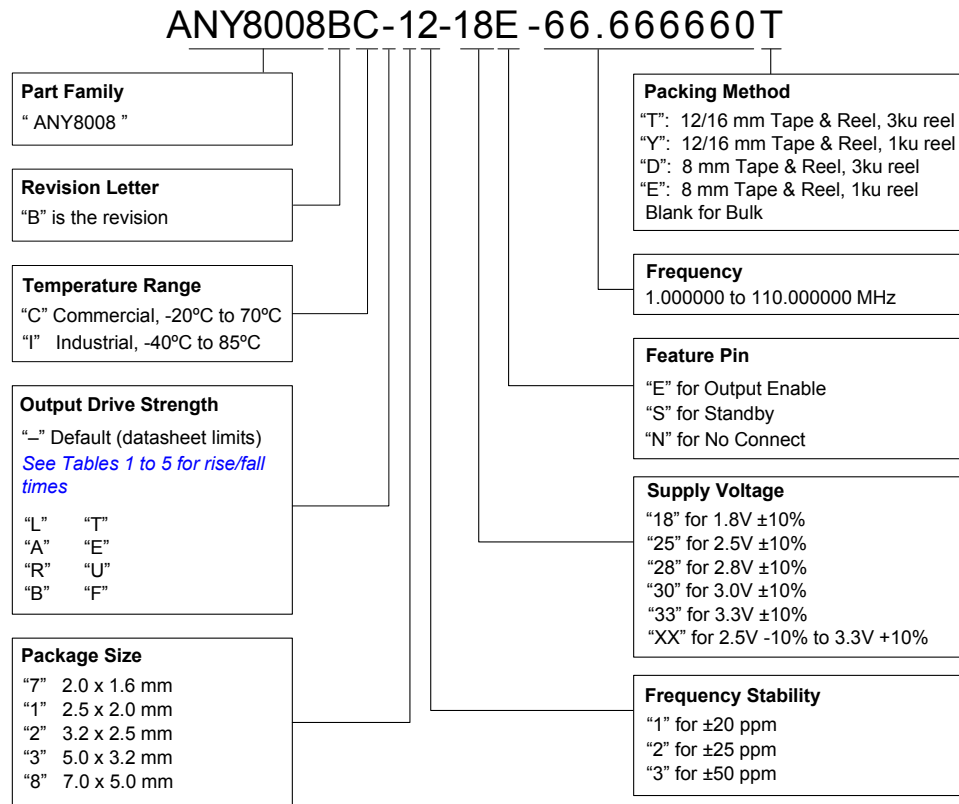 ANY8008BC-12-18E -66.666660T
Part Family
“ ANY8008 ”
Revision Letter
“B” is the revision
Temperature Range
“C” Commercial, -20ºC to 70ºC
“I” Industrial, -40ºC to 85ºC
Output Drive Strength
“–” Default (datasheet limits)
See Tables 1 to 5 for rise/fall
times
“L” “T”
“A” “E”
“R” “U”
“B” “F”
Package Size
“7” 2.0 x 1.6 mm
“1” 2.5 x 2.0 mm
“2” 3.2 x 2.5 mm
“3” 5.0 x 3.2 mm
“8” 7.0 x 5.0 mm
Packing Method
“T”: 12/16 mm Tape & Reel, 3ku reel
“Y”: 12/16 mm Tape & Reel, 1ku reel
“D”: 8 mm Tape & Reel, 3ku reel
“E”: 8 mm Tape & Reel, 1ku reel
Blank for Bulk
Frequency
1.000000 to 110.000000 MHz
Feature Pin
“E” for Output Enable
“S” for Standby
“N” for No Connect
Supply Voltage
“18” for 1.8V ±10%
“25” for 2.5V ±10%
“28” for 2.8V ±10%
“30” for 3.0V ±10%
“33” for 3.3V ±10%
“XX” for 2.5V -10% to 3.3V +10%
Frequency Stability
“1” for ±20 ppm
“2” for ±25 ppm
“3” for ±50 ppm